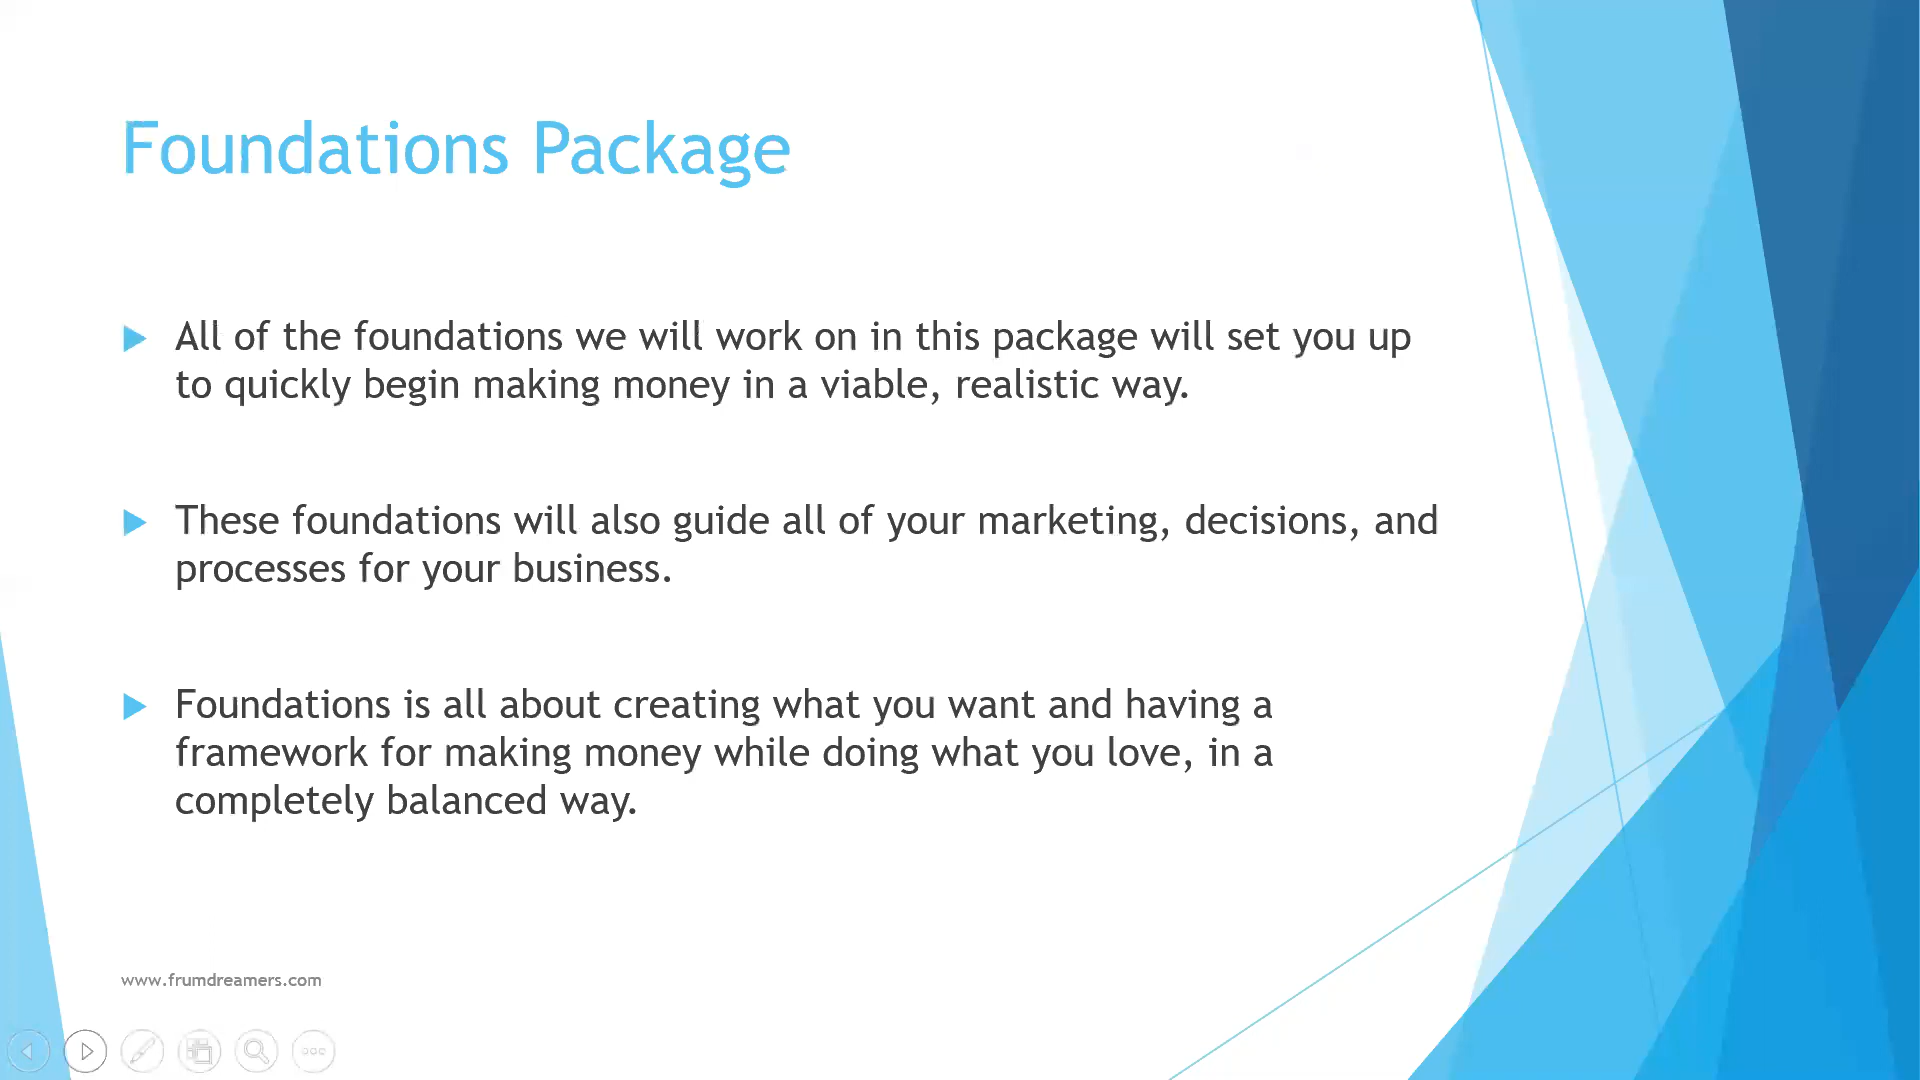 Foundations Package
All of the foundations we will work on in this package will set you up
to quickly begin making money in a viable, realistic way.
These foundations will also guide all of your marketing, decisions, and
processes for your business.
Foundations is all about creating what you want and having a
framework for making money while doing what you love, in a
completely balanced way.
www.frumdreamers.com